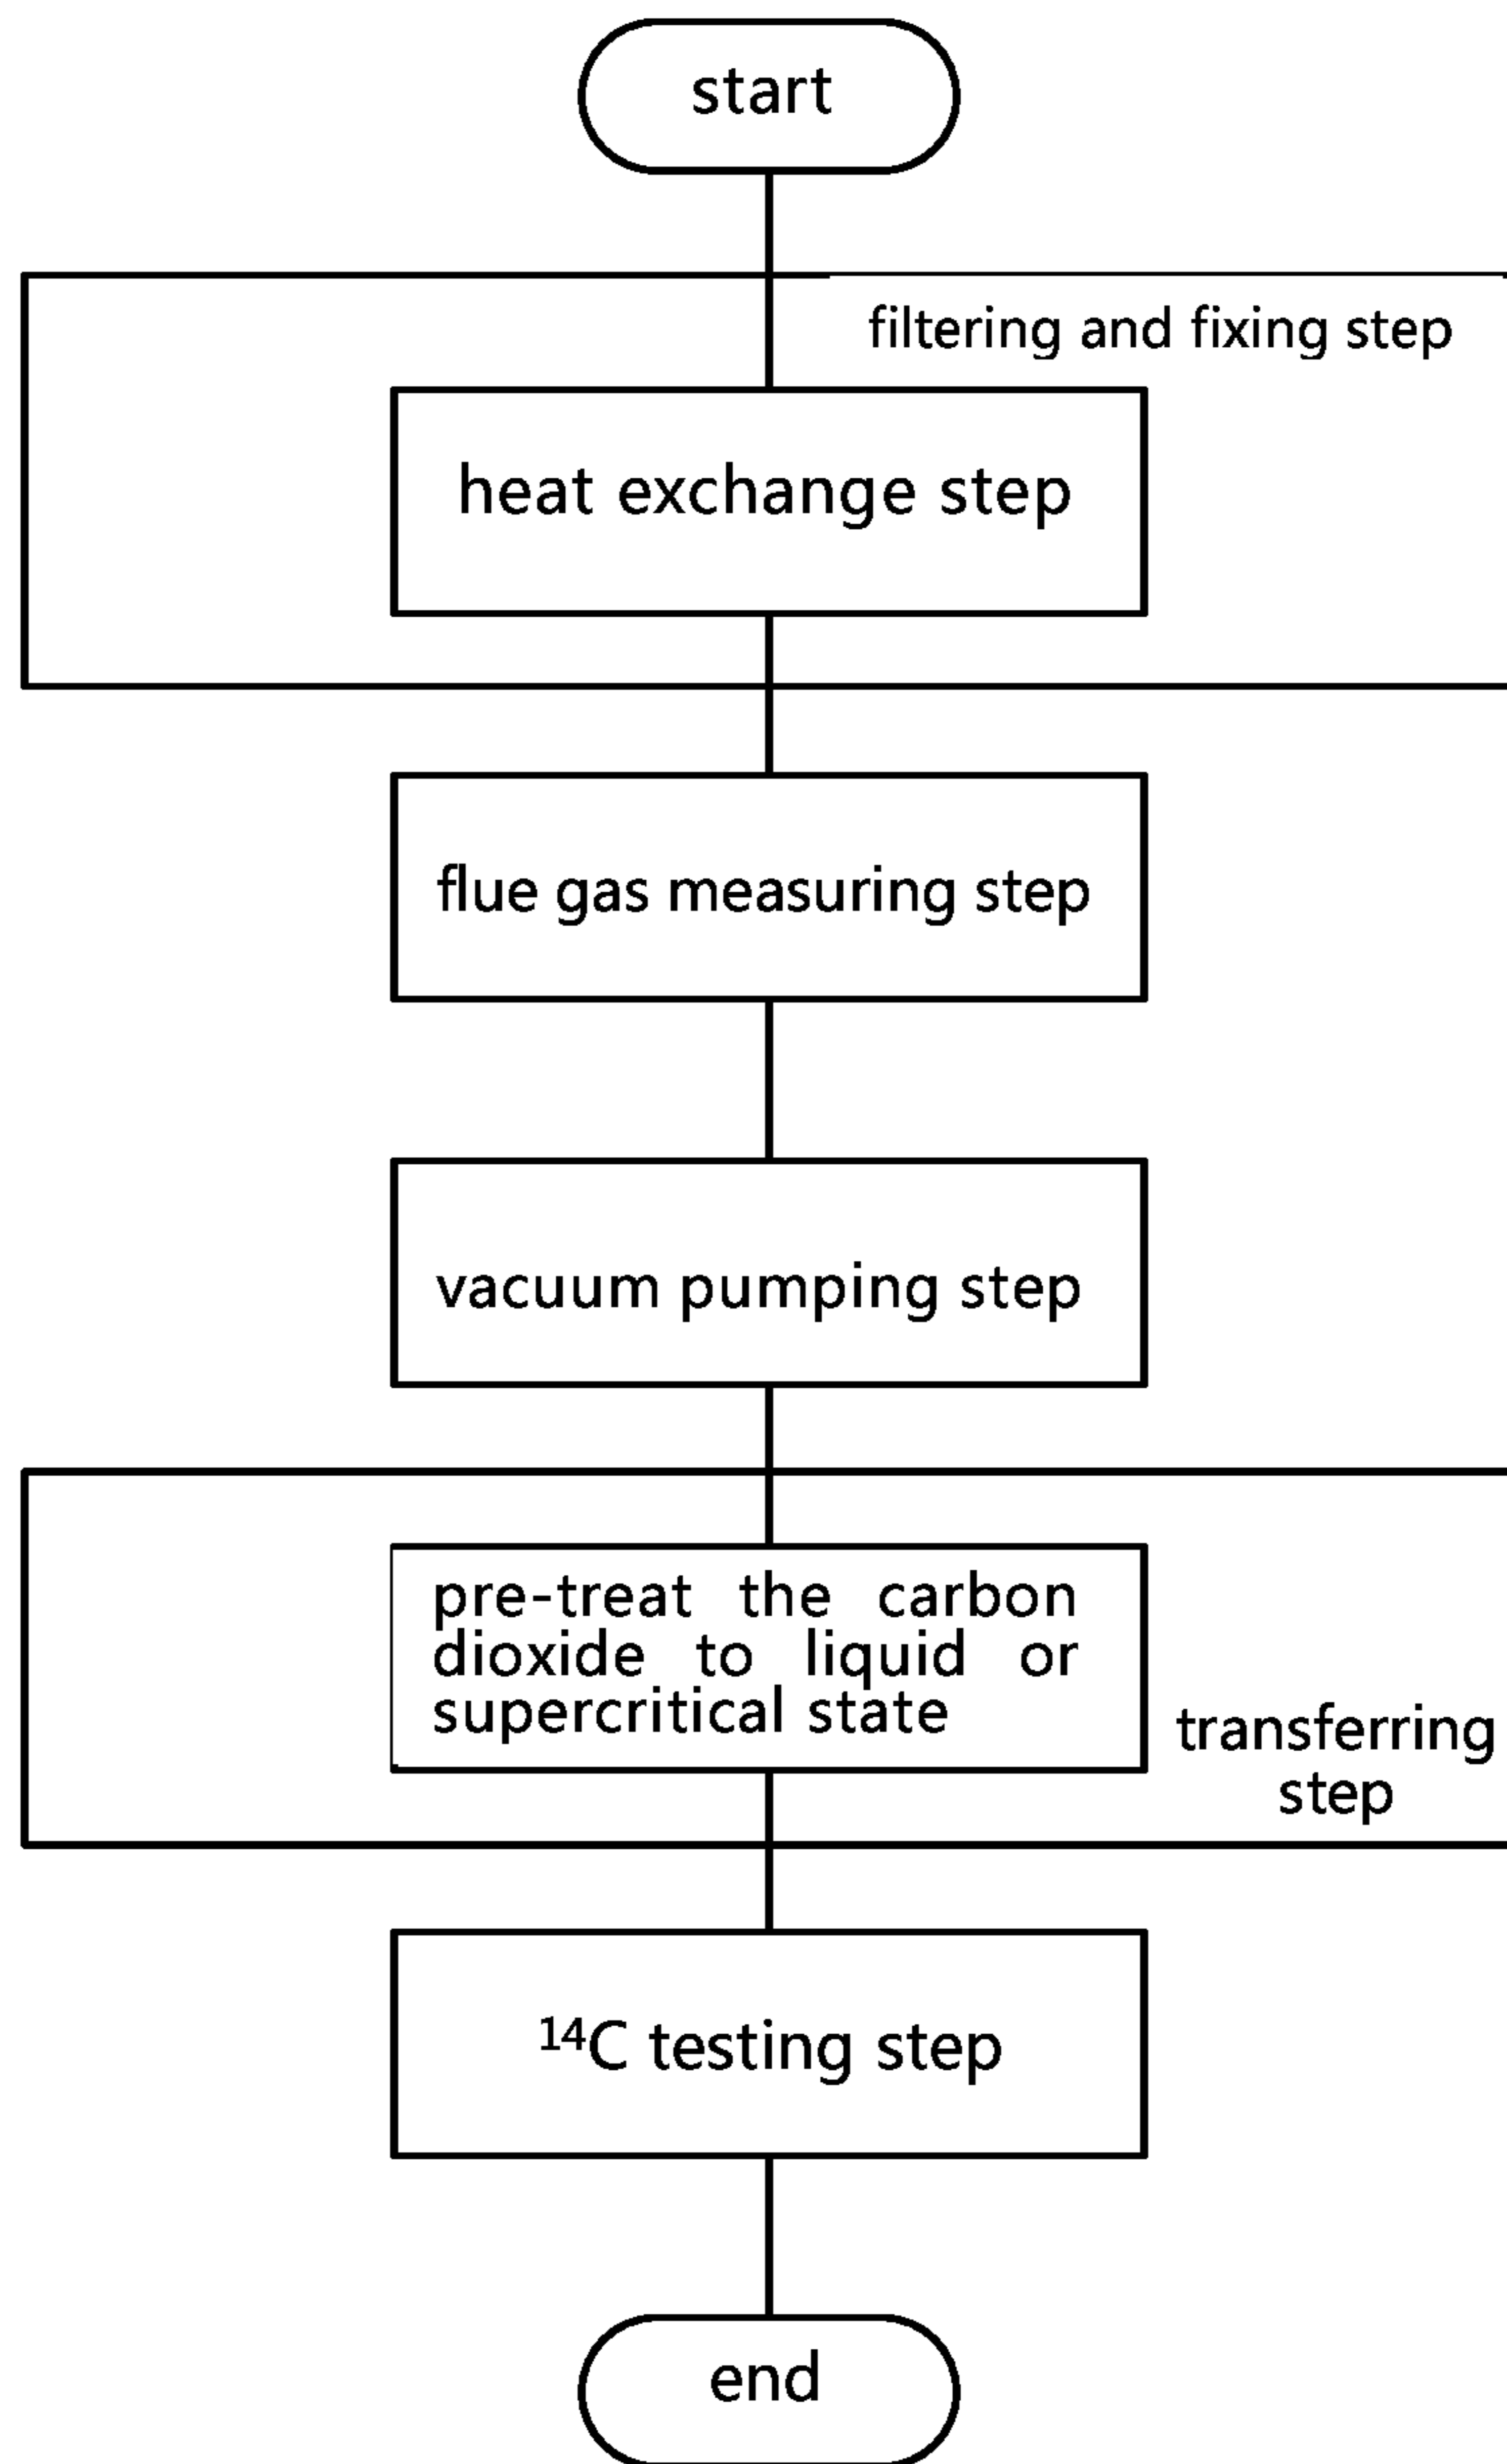 start
filtering and fixing step
heat exchange step
flue gas measuring step
vacuum pumping step
pre-treat the carbon
dioxide to liquid or
supercritical state
transferring
step
¹⁴C testing step
end